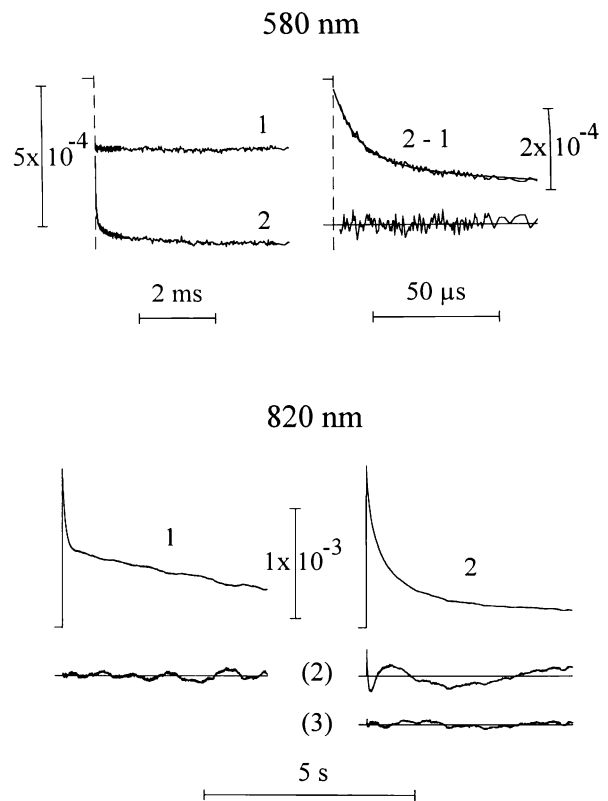 580 nm
1
5x 10⁻⁴
2
2 ms
2 - 1
2x 10⁻⁴
50 µs
820 nm
1
1x 10⁻³
2
(2)
(3)
5 s